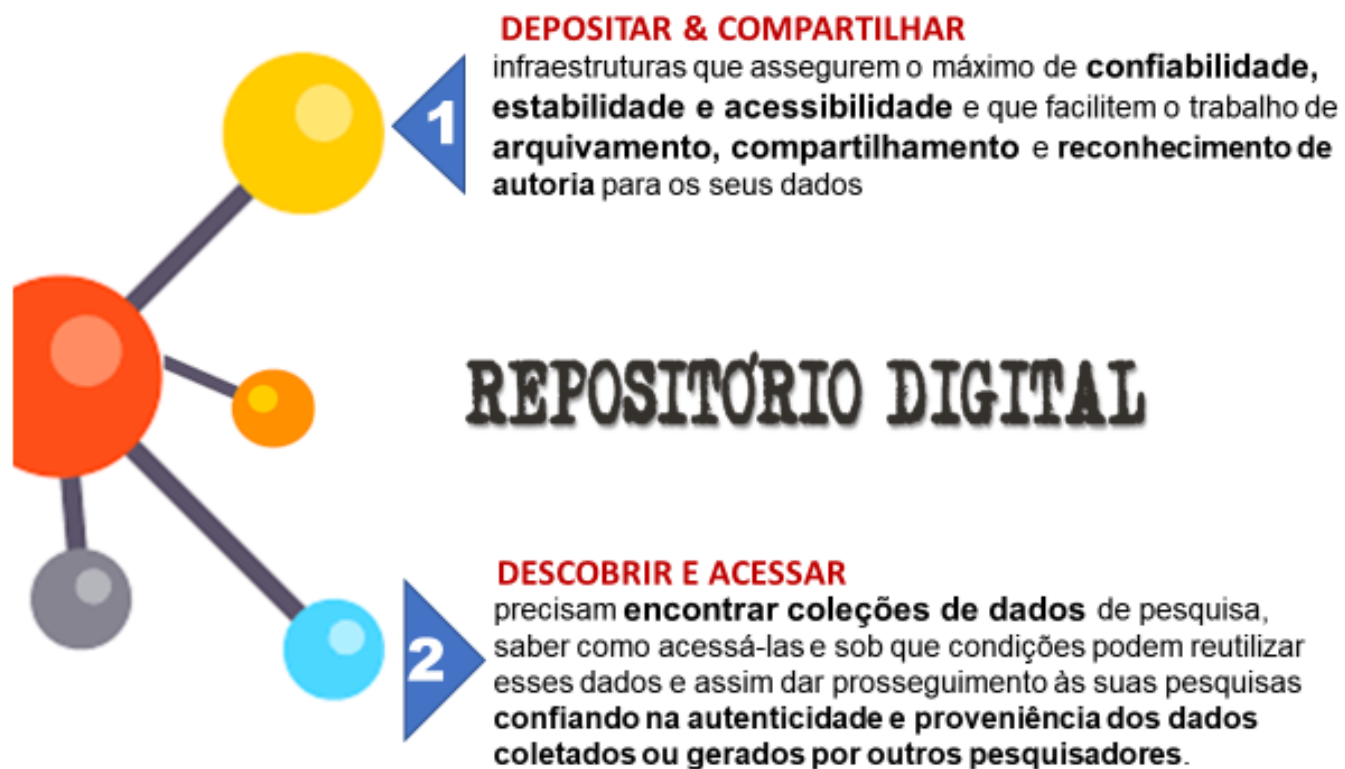 DEPOSITAR & COMPARTILHAR
infraestruturas que assegurem o máximo de confiabilidade,
estabilidade e acessibilidade e que facilitem o trabalho de
arquivamento, compartilhamento e reconhecimento de
autoria para os seus dados
1
REPOSITÓRIO DIGITAL
DESCOBRIR E ACESSAR
precisam encontrar coleções de dados de pesquisa,
saber como acessá-las e sob que condições podem reutilizar
esses dados e assim dar prosseguimento às suas pesquisas
confiando na autenticidade e proveniência dos dados
coletados ou gerados por outros pesquisadores.
2